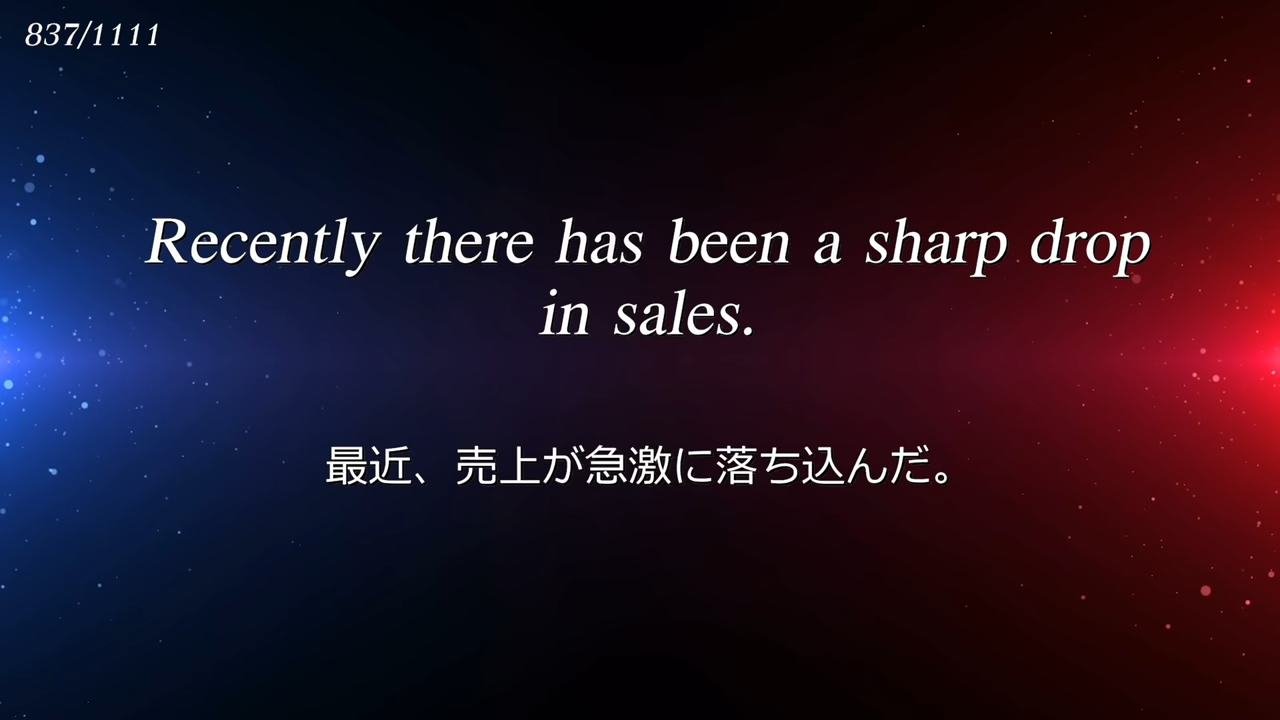 837/1111
Recently there has been a sharp drop
in sales.
最近、売上が急激に落ち込んだ。